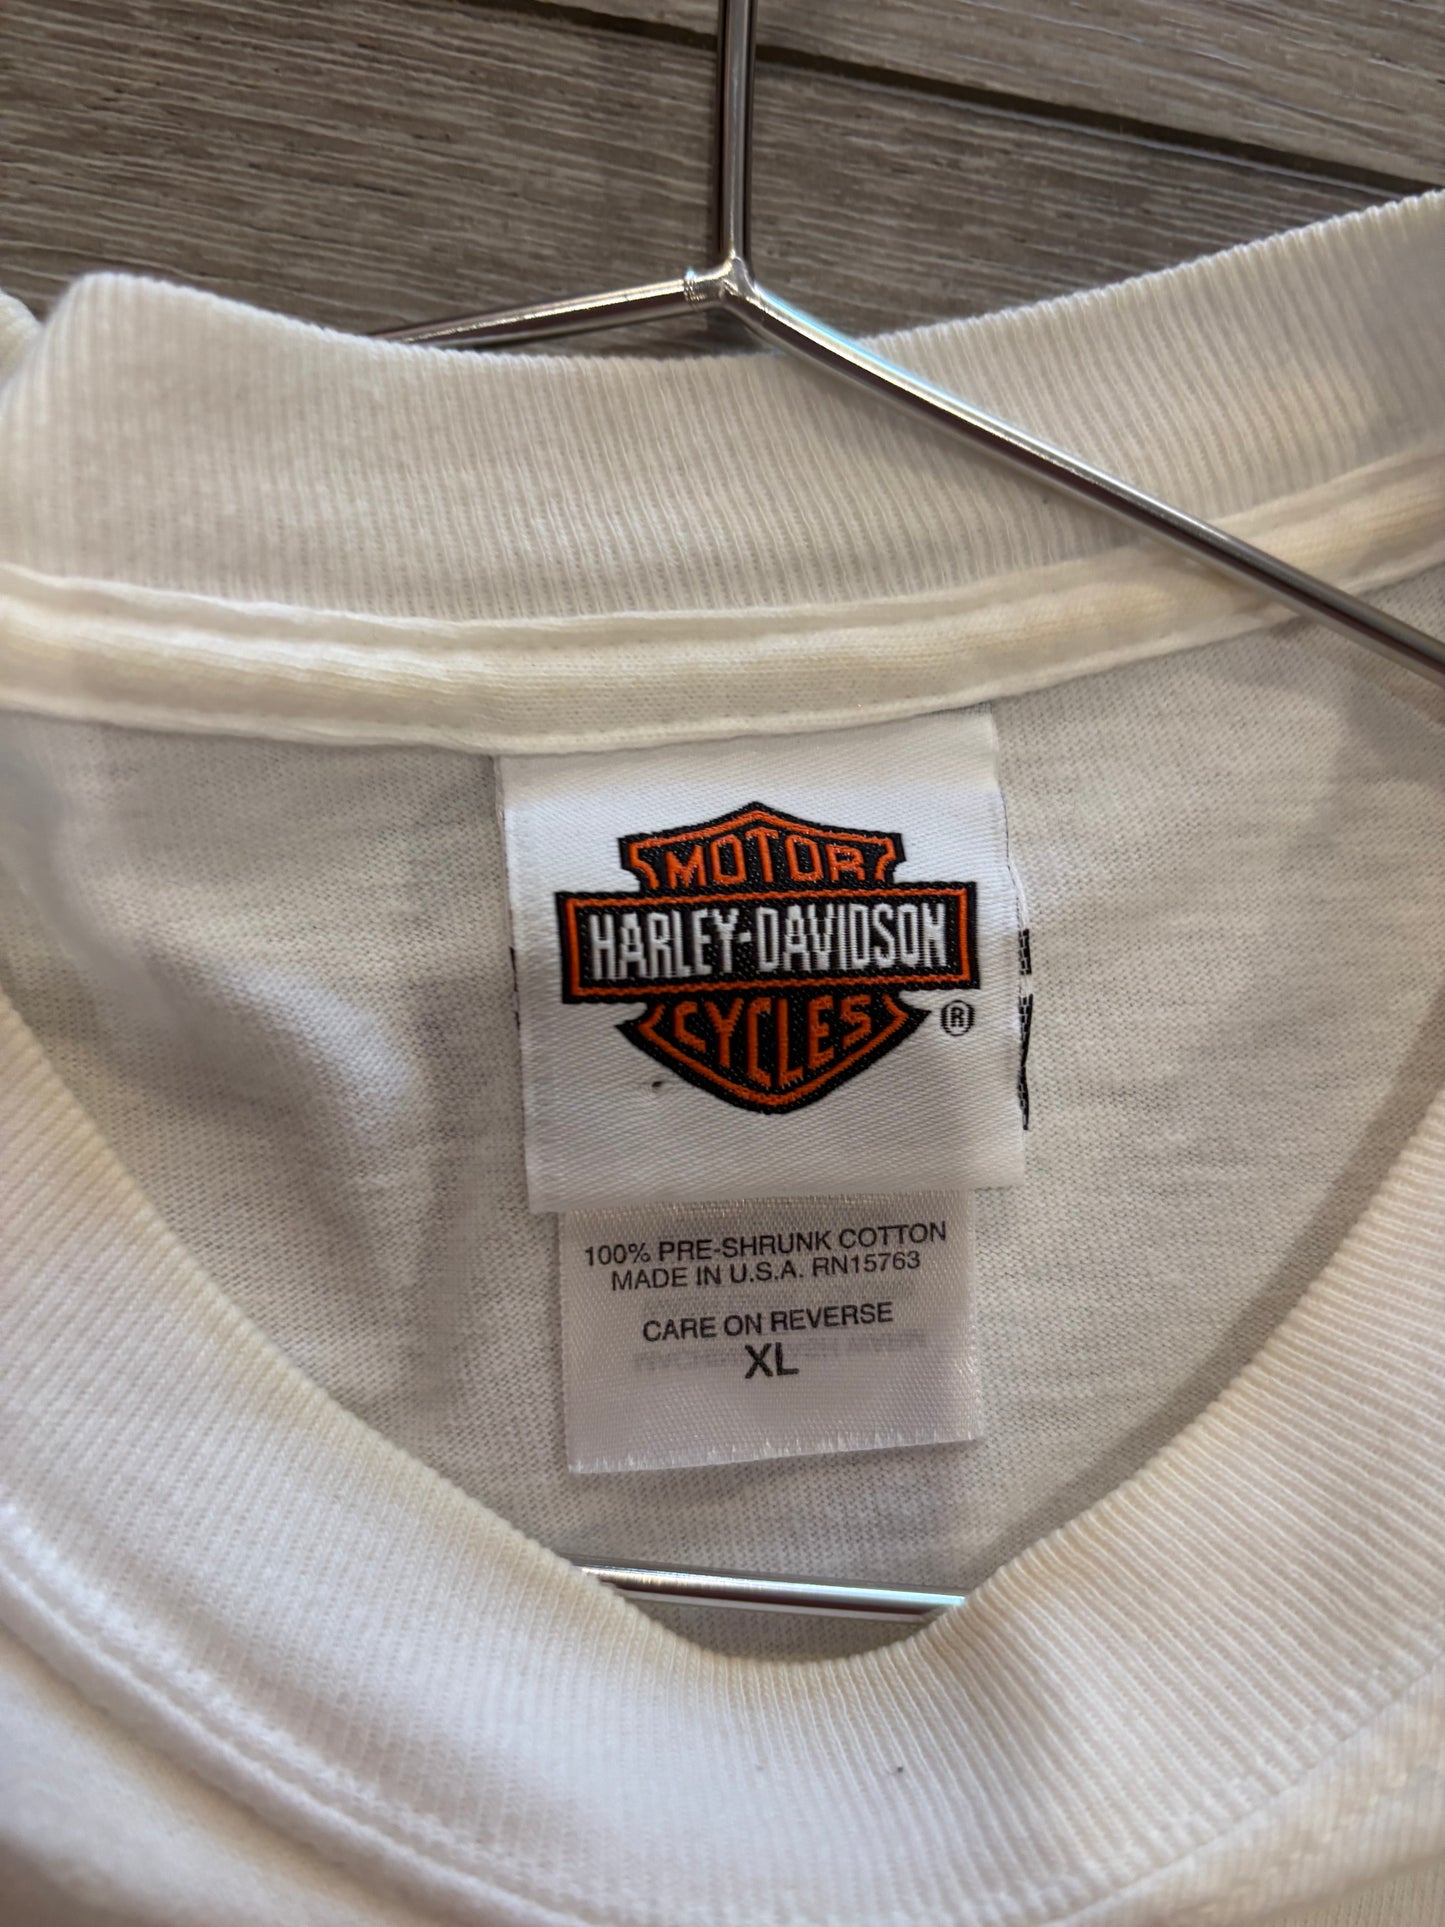 MOTOR
HARLEY-DAVIDSON
CYCLES ®
100% PRE-SHRUNK COTTON
MADE IN U.S.A. RN15763
CARE ON REVERSE
XL